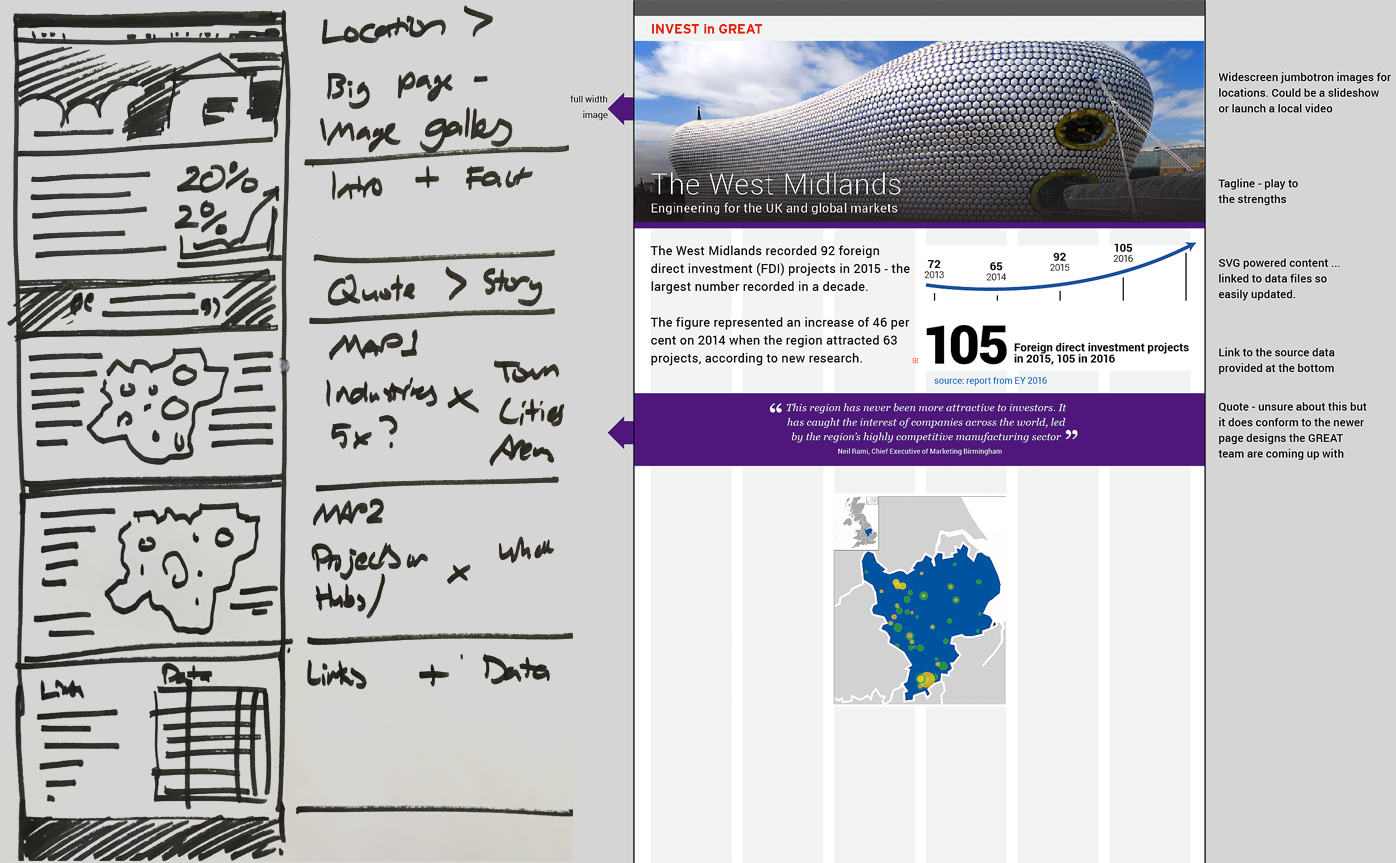 20%
2%
Links
Data
Location >
Big page -
Image gallery
Intro + Fact
Quote > Story
MAP1
Industries x Town
Cities
5x ?
Area
MAP2
Projects or
x
Hubs/
Links + Data
full width
image
INVEST in GREAT
The West Midlands
Engineering for the UK and global markets
The West Midlands recorded 92 foreign
direct investment (FDI) projects in 2015 - the
largest number recorded in a decade.
The figure represented an increase of 46 per
cent on 2014 when the region attracted 63
projects, according to new research.
72
2013
65
2014
92
2015
105
2016
105 Foreign direct investment projects
in 2015, 105 in 2016
source: report from EY 2016
“ This region has never been more attractive to investors. It
has caught the interest of companies across the world, led
by the region's highly competitive manufacturing sector ”
Neil Rami, Chief Executive of Marketing Birmingham
Widescreen jumbotron images for
locations. Could be a slideshow
or launch a local video
Tagline - play to
the strengths
SVG powered content ...
linked to data files so
easily updated.
Link to the source data
provided at the bottom
Quote - unsure about this but
it does conform to the newer
page designs the GREAT
team are coming up with